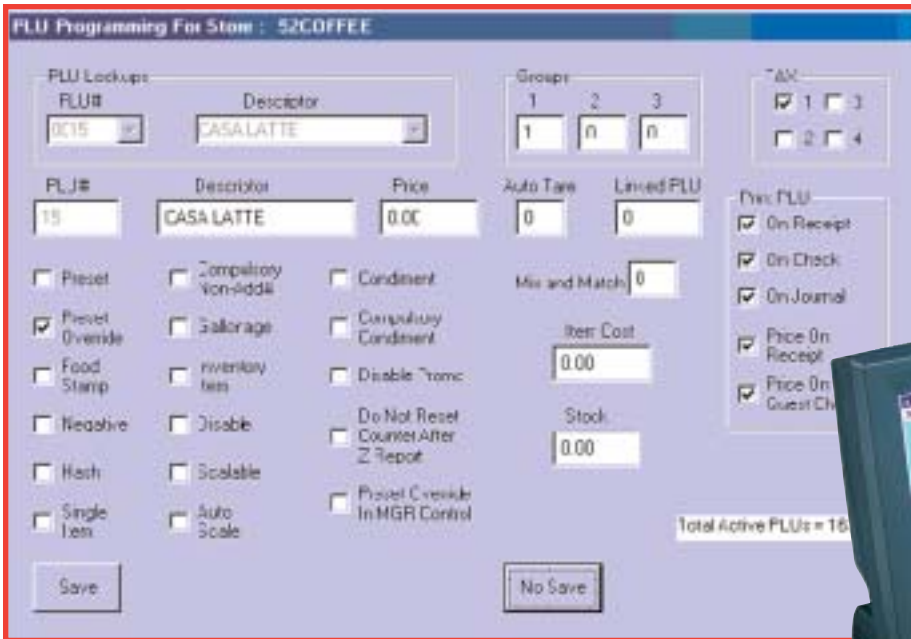 PLU Programming For Store : 52COFFEE
PLU Lookups
PLU# Descriptor
0015 CASA LATTE
Groups
1 2 3
1 0 0
TAX
1 3
2 4
PLU# Descriptor Price
15 CASA LATTE 0.00
Auto Tare Linked PLU
0 0
Mix and Match 0
Item Cost
0.00
Stock
0.00
Print PLU
On Receipt
On Check
On Journal
Price On
Receipt
Price On
Guest Ch
Preset
Preset
Override
Food
Stamp
Negative
Hash
Single
Item
Compulsory
Non-Add#
Gallonage
Inventory
Item
Disable
Scalable
Auto
Scale
Condiment
Compulsory
Condiment
Disable Promo
Do Not Reset
Counter After
Z Report
Preset Override
In MGR Control
Total Active PLUs = 16
Save
No Save